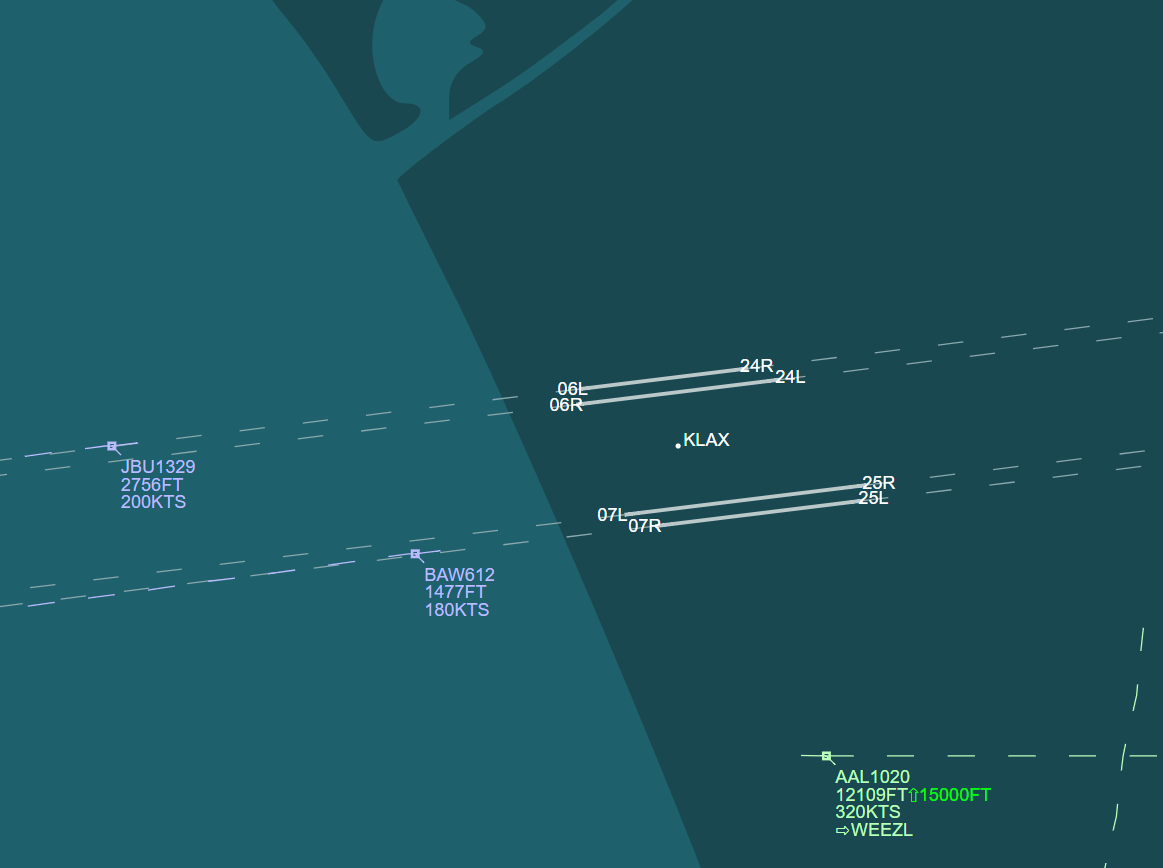 24R
24L
06L
06R
KLAX
JBU1329
2756FT
200KTS
25R
25L
07L
07R
BAW612
1477FT
180KTS
AAL1020
12109FT⇧15000FT
320KTS
⇨WEEZL